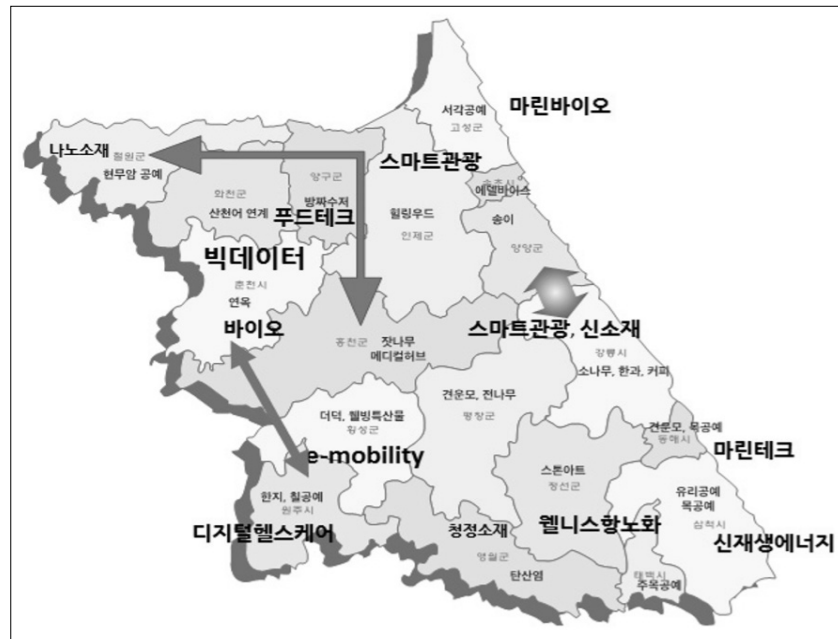 서각공예
고성군
마린바이오
나노소재
철원군
현무암 공예
화천군
산천어 연계
양구군
방짜수저
푸드테크
스마트관광
힐링우드
인제군
속초시
에델바이스
송이
양양군
빅데이터
춘천시
연옥
바이오
홍천군
잣나무
메디컬허브
스마트관광, 신소재
강릉시
소나무, 한과, 커피
견운모, 전나무
평창군
더덕, 웰빙특산물
횡성군
e-mobility
견운모, 목공예
동해시
마린테크
한지, 칠공예
원주시
디지털헬스케어
스톤아트
정선군
웰니스항노화
유리공예
목공예
삼척시
신재생에너지
청정소재
영월군
탄산염
태백시
주옥공예